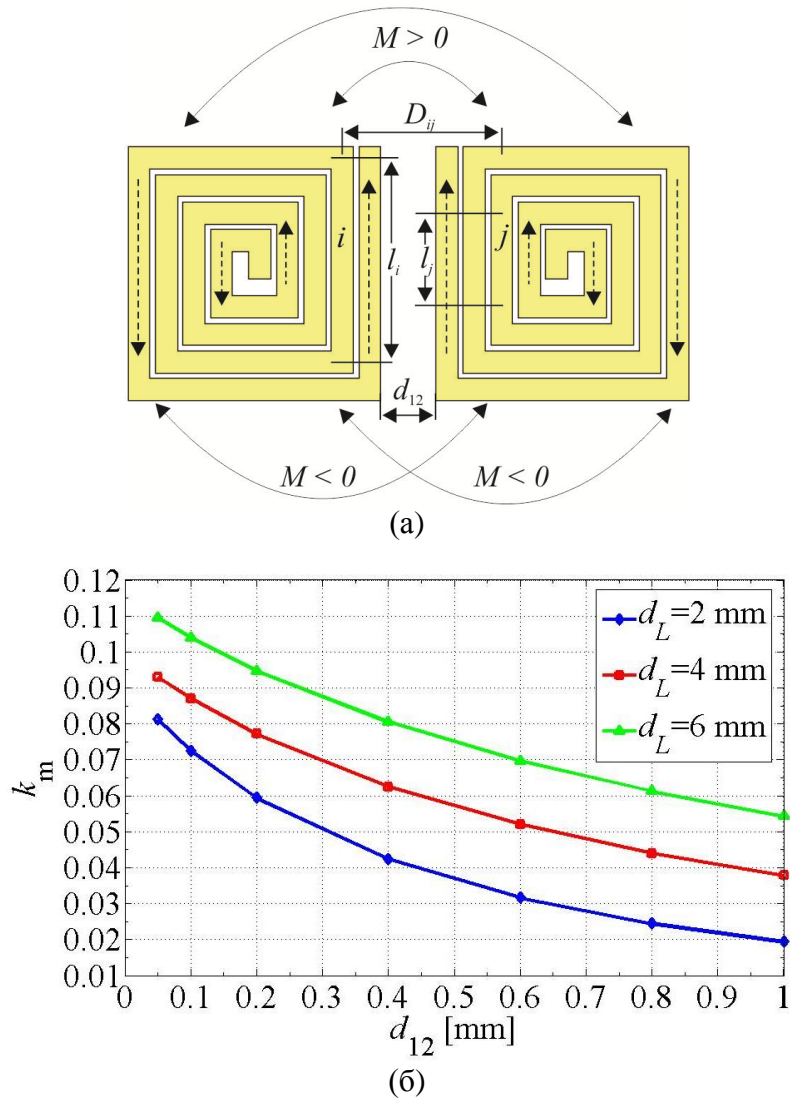 M > 0
D_ij
i
l_i
l_j
j
d_12
M < 0
M < 0
(а)
0.12
0.11
0.1
0.09
0.08
0.07
0.06
0.05
0.04
0.03
0.02
0.01
k_m
d_L=2 mm
d_L=4 mm
d_L=6 mm
0 0.1 0.2 0.3 0.4 0.5 0.6 0.7 0.8 0.9 1
d_12 [mm]
(б)